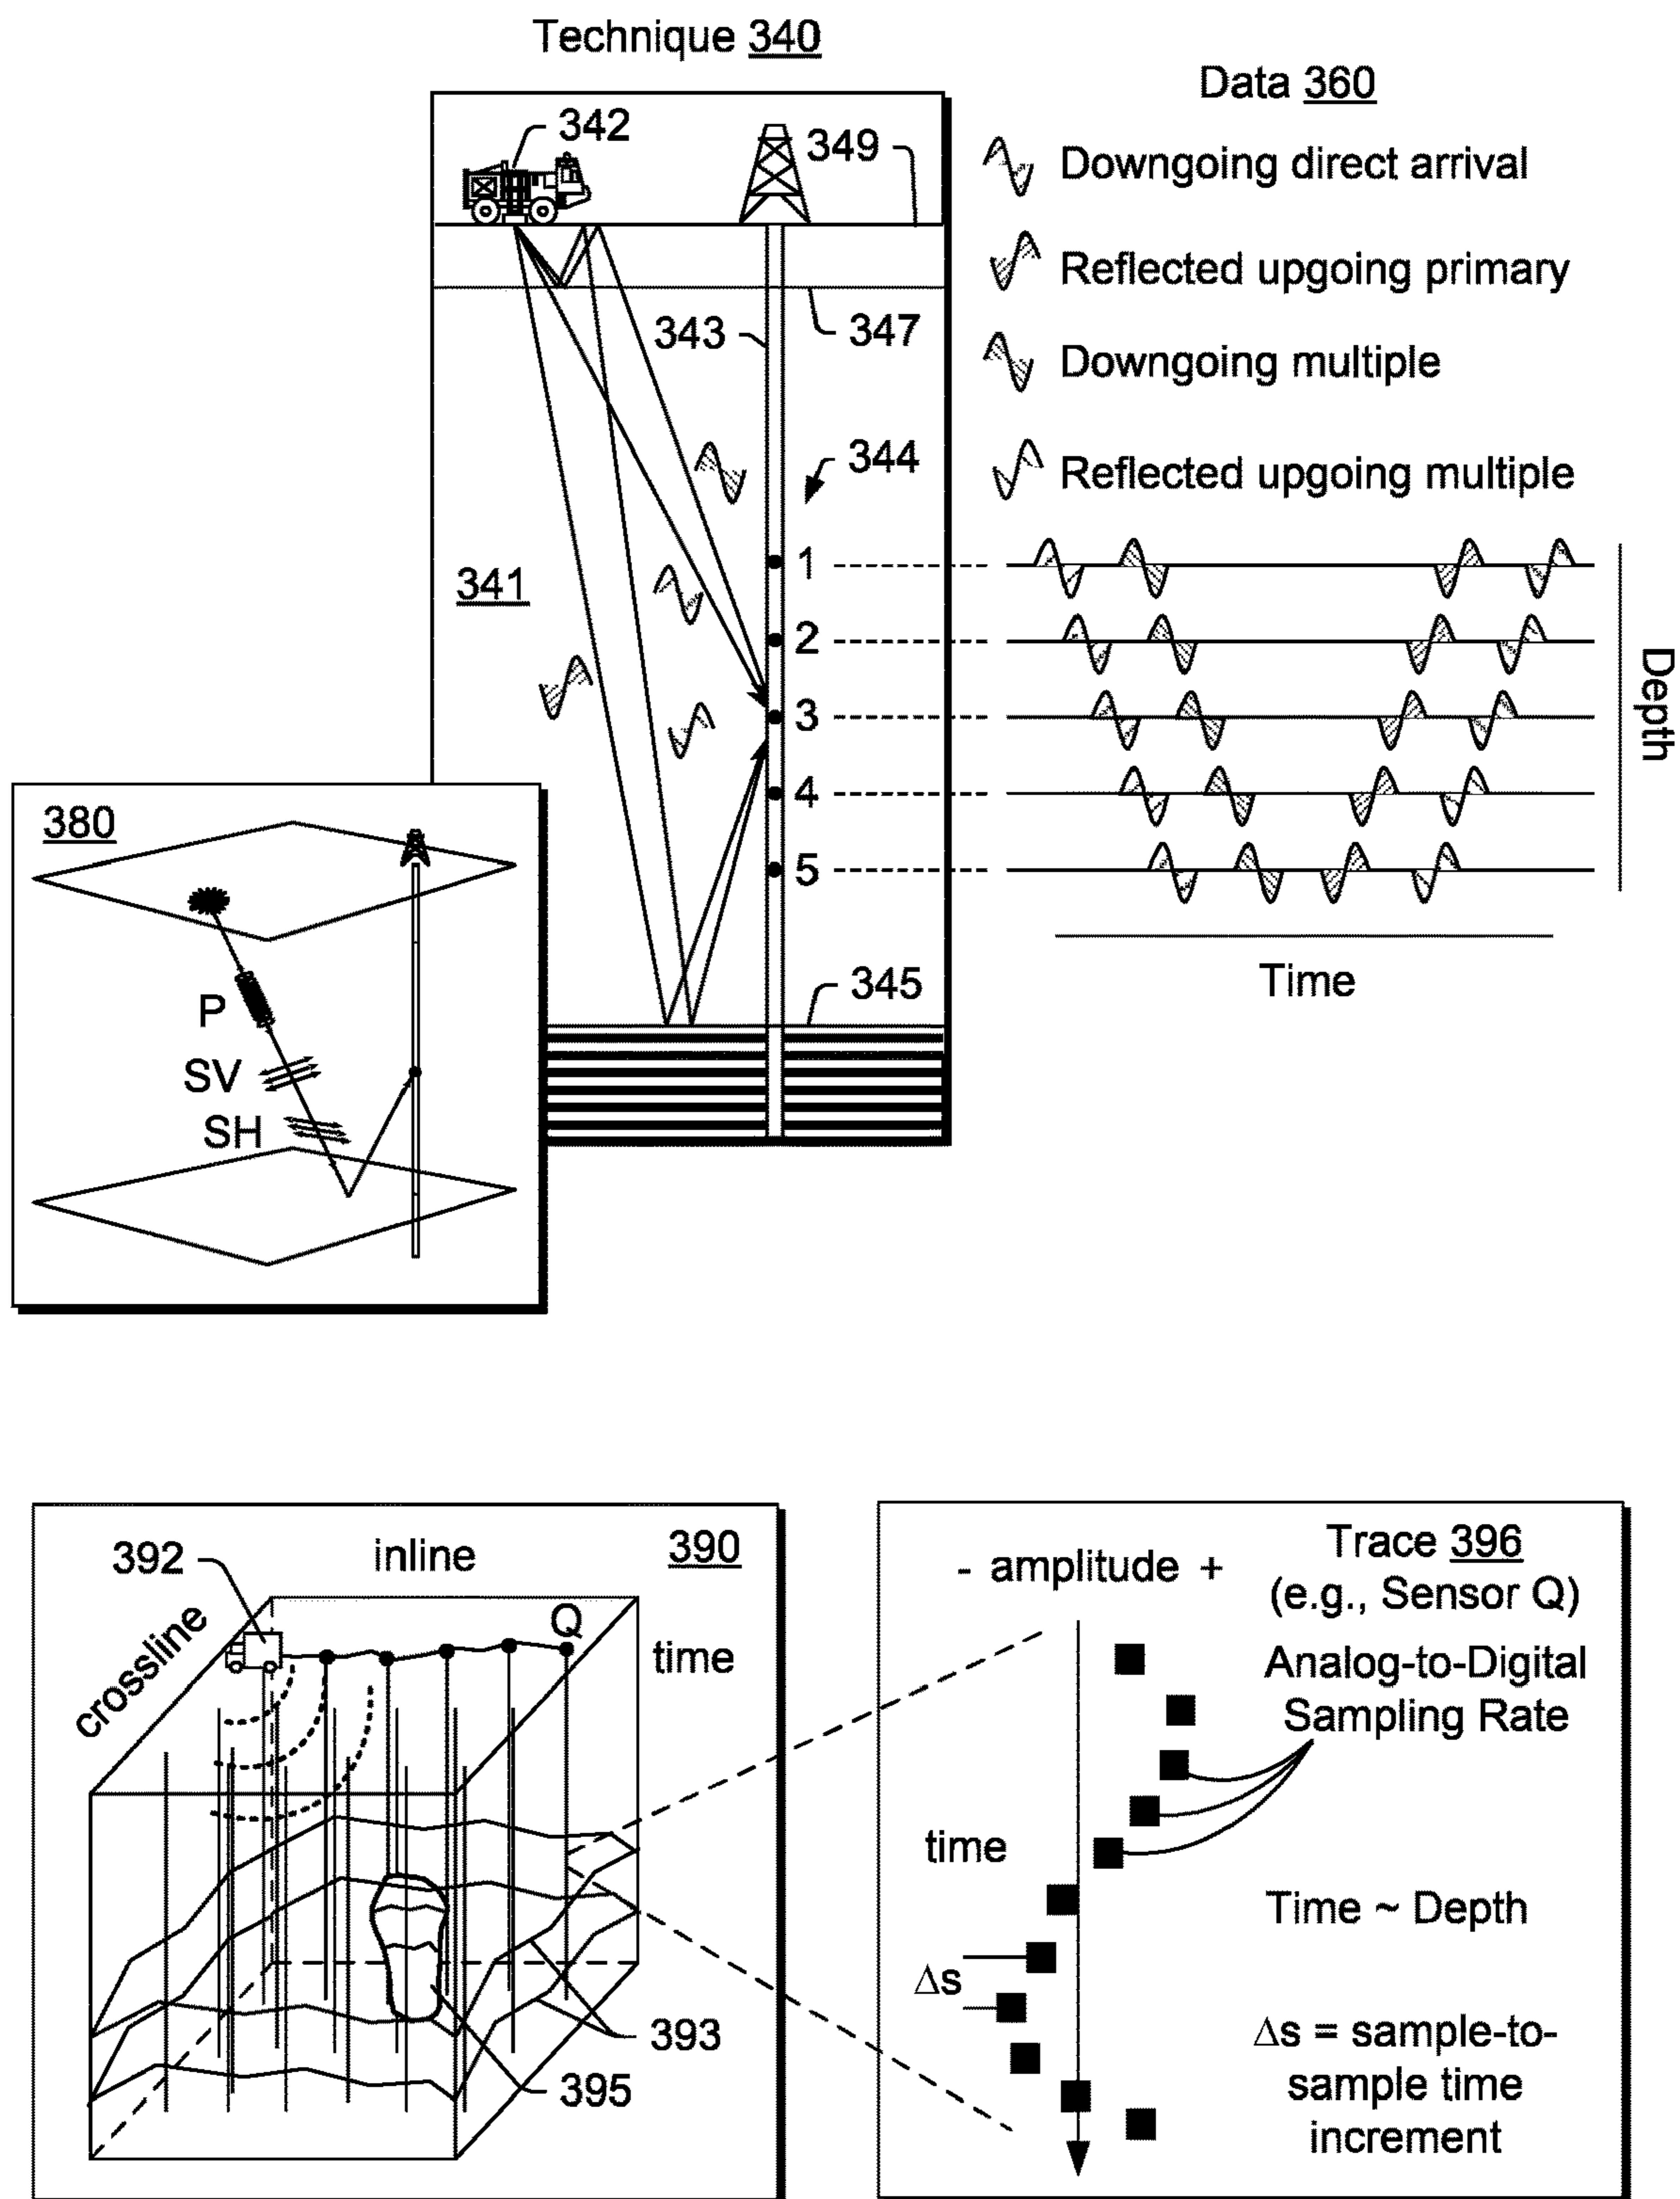 Technique 340
Data 360
342
349
Downgoing direct arrival
Reflected upgoing primary
343
347
Downgoing multiple
344
Reflected upgoing multiple
341
1
2
3
4
5
Depth
Time
345
380
P
SV
SH
390
392
inline
crossline
Q
time
393
395
Trace 396
(e.g., Sensor Q)
- amplitude +
Analog-to-Digital
Sampling Rate
time
Time ~ Depth
Δs
Δs = sample-to-
sample time
increment